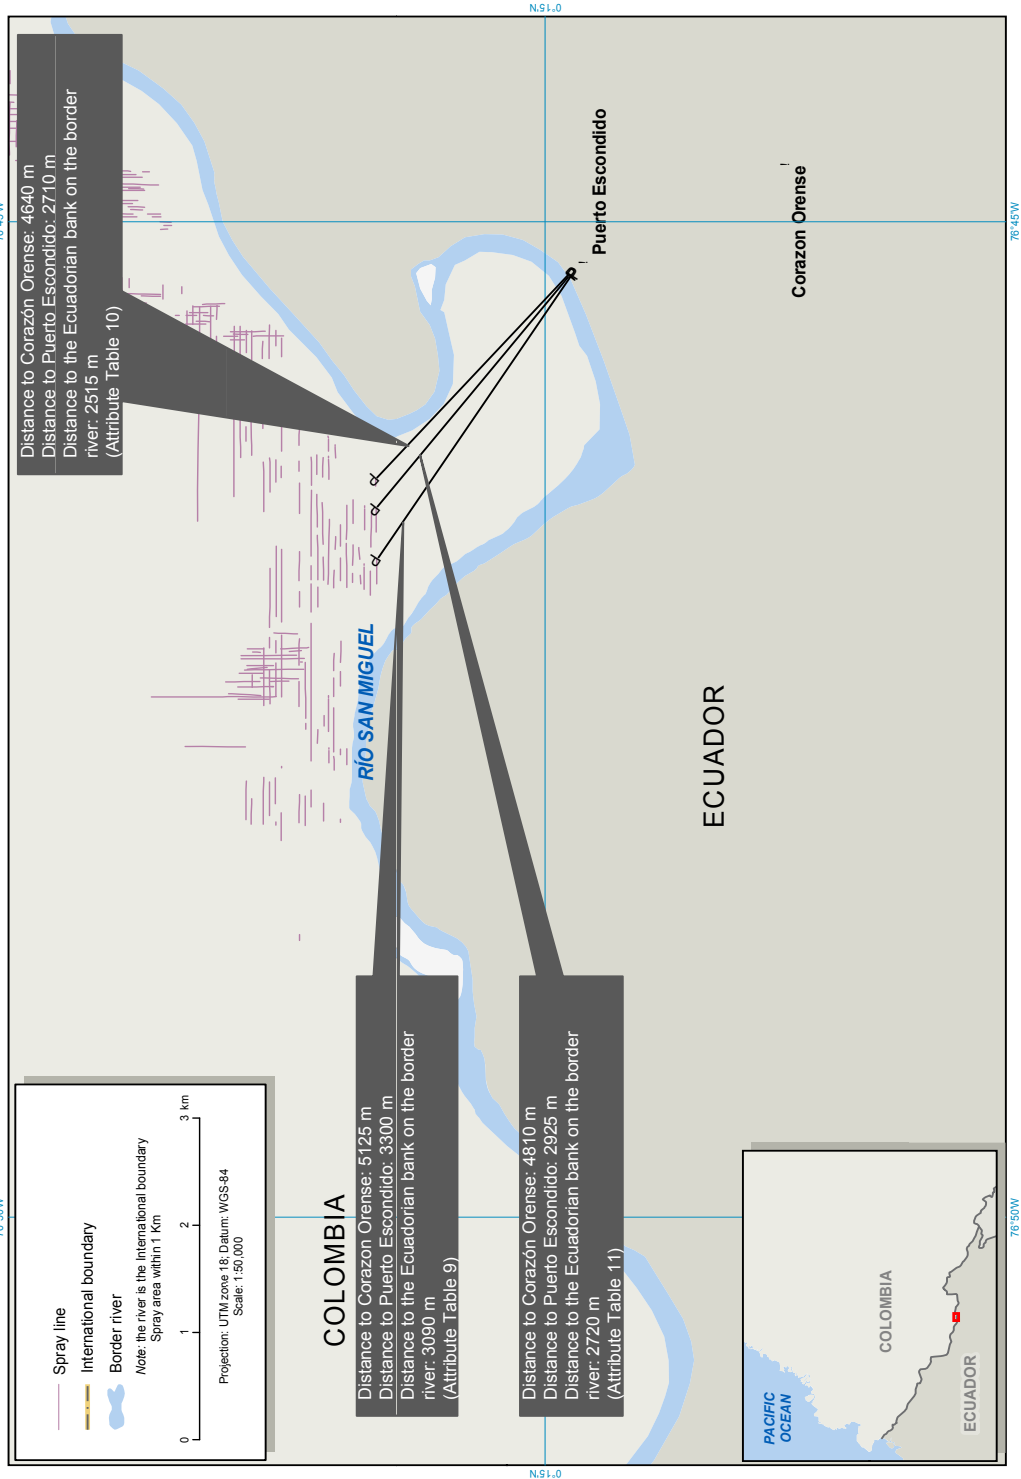 Spray line
International boundary
Border river
Note: the river is the International boundary
Spray area within 1 Km
0 1 2 3 km
Projection: UTM zone 18; Datum: WGS-84
Scale: 1:50,000
Distance to Corazón Orense: 4640 m
Distance to Puerto Escondido: 2710 m
Distance to the Ecuadorian bank on the border
river: 2515 m
(Attribute Table 10)
COLOMBIA
RÍO SAN MIGUEL
Distance to Corazon Orense: 5125 m
Distance to Puerto Escondido: 3300 m
Distance to the Ecuadorian bank on the border
river: 3090 m
(Attribute Table 9)
Distance to Corazón Orense: 4810 m
Distance to Puerto Escondido: 2925 m
Distance to the Ecuadorian bank on the border
river: 2720 m
(Attribute Table 11)
0°15'N
0°15'N
Puerto Escondido
ECUADOR
Corazon Orense
PACIFIC
OCEAN
COLOMBIA
ECUADOR
76°50'W
76°45'W